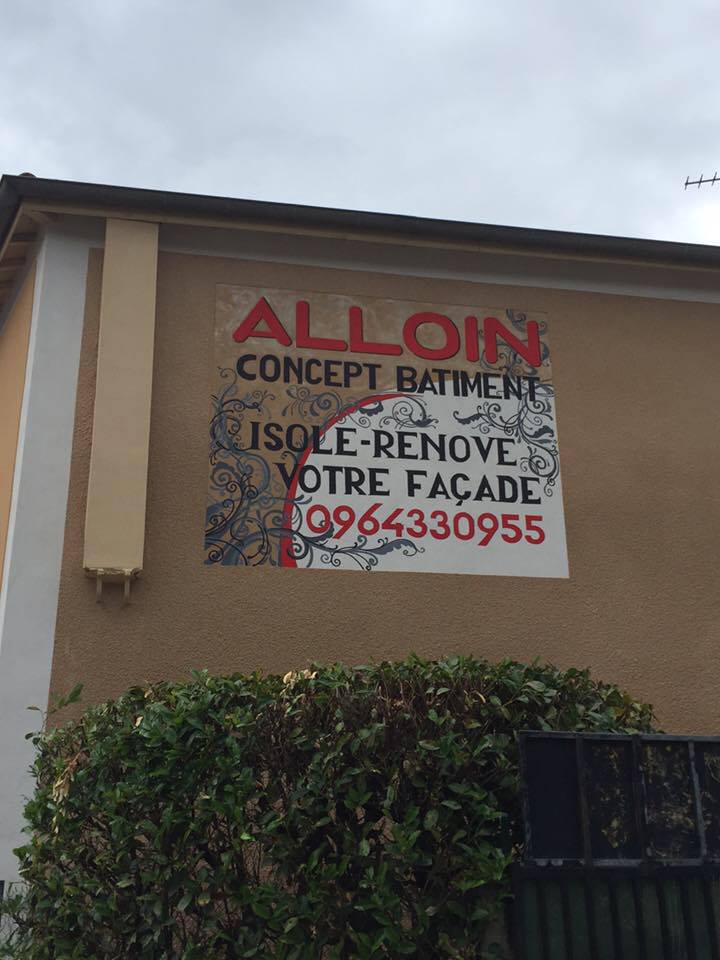 ALLOIN
CONCEPT BATIMENT
ISOLE-RENOVE
VOTRE FAÇADE
0964330955